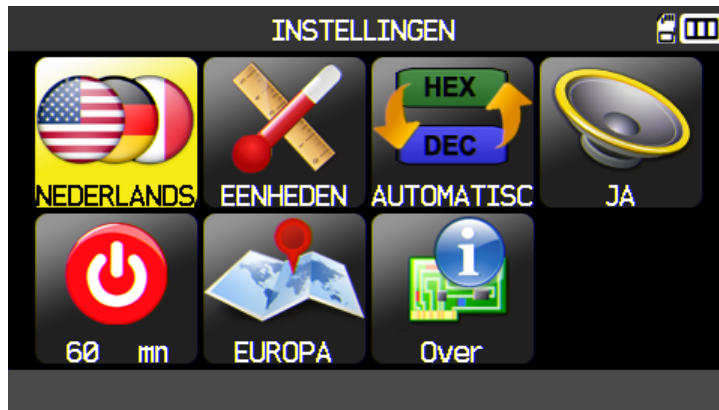 INSTELLINGEN
HEX
DEC
NEDERLANDS
EENHEDEN
AUTOMATISC
JA
i
60 mn
EUROPA
Over